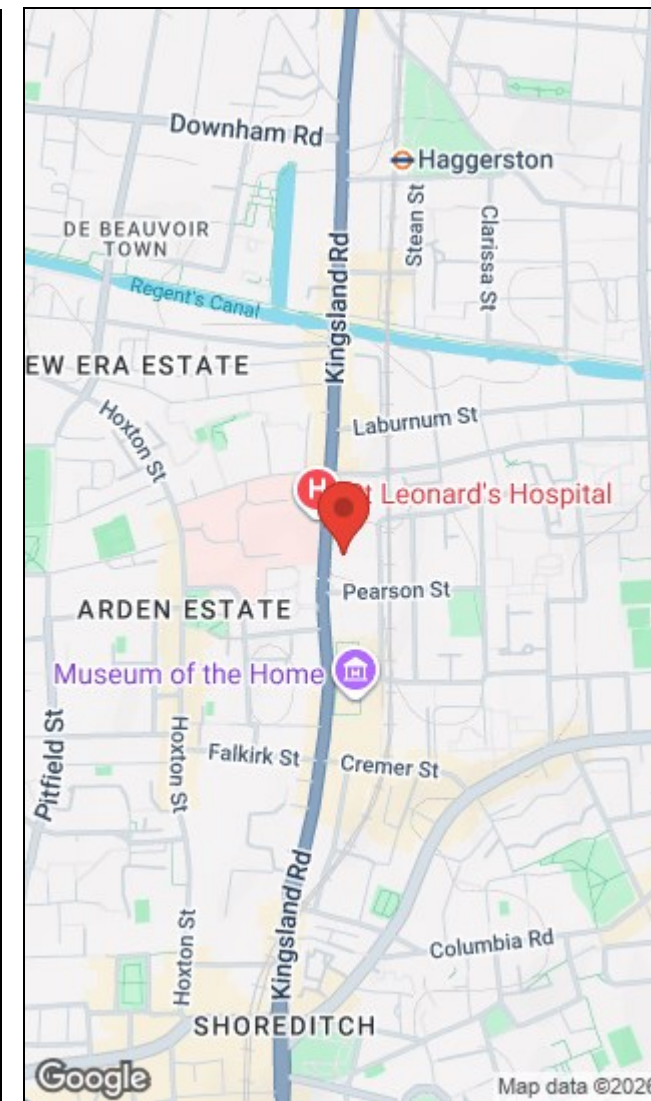 Downham Rd
Haggerston
Stean St
Clarissa St
DE BEAUVOIR
TOWN
Kingsland Rd
Regent's Canal
EW ERA ESTATE
Hoxton St
Laburnum St
H
t Leonard's Hospital
Pearson St
ARDEN ESTATE
Museum of the Home
Pitfield St
Hoxton St
Falkirk St
Cremer St
Kingsland Rd
Hoxton St
Columbia Rd
SHOREDITCH
Google
Map data ©2026